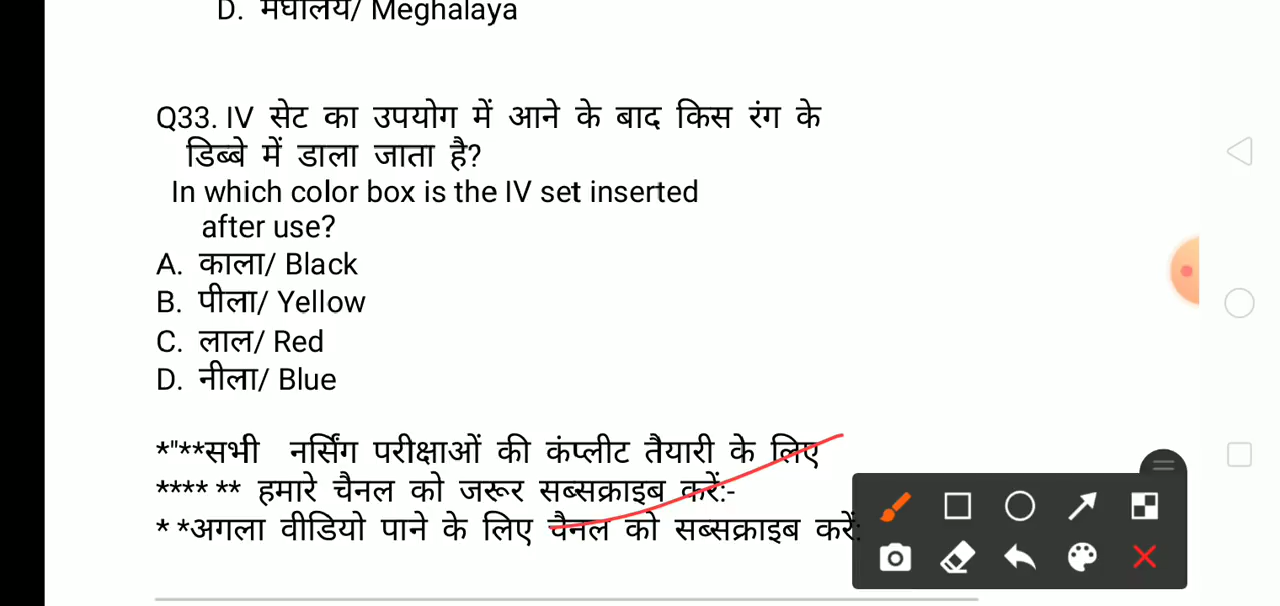 D. मेघालय/ Meghalaya
Q33. IV सेट का उपयोग में आने के बाद किस रंग के
डिब्बे में डाला जाता है?
In which color box is the IV set inserted
after use?
A. काला/ Black
B. पीला/ Yellow
C. लाल/ Red
D. नीला/ Blue
*"**सभी नर्सिंग परीक्षाओं की कंप्लीट तैयारी के लिए
**** ** हमारे चैनल को जरूर सब्सक्राइब करें:-
* *अगला वीडियो पाने के लिए चैनल को सब्सक्राइब करें: